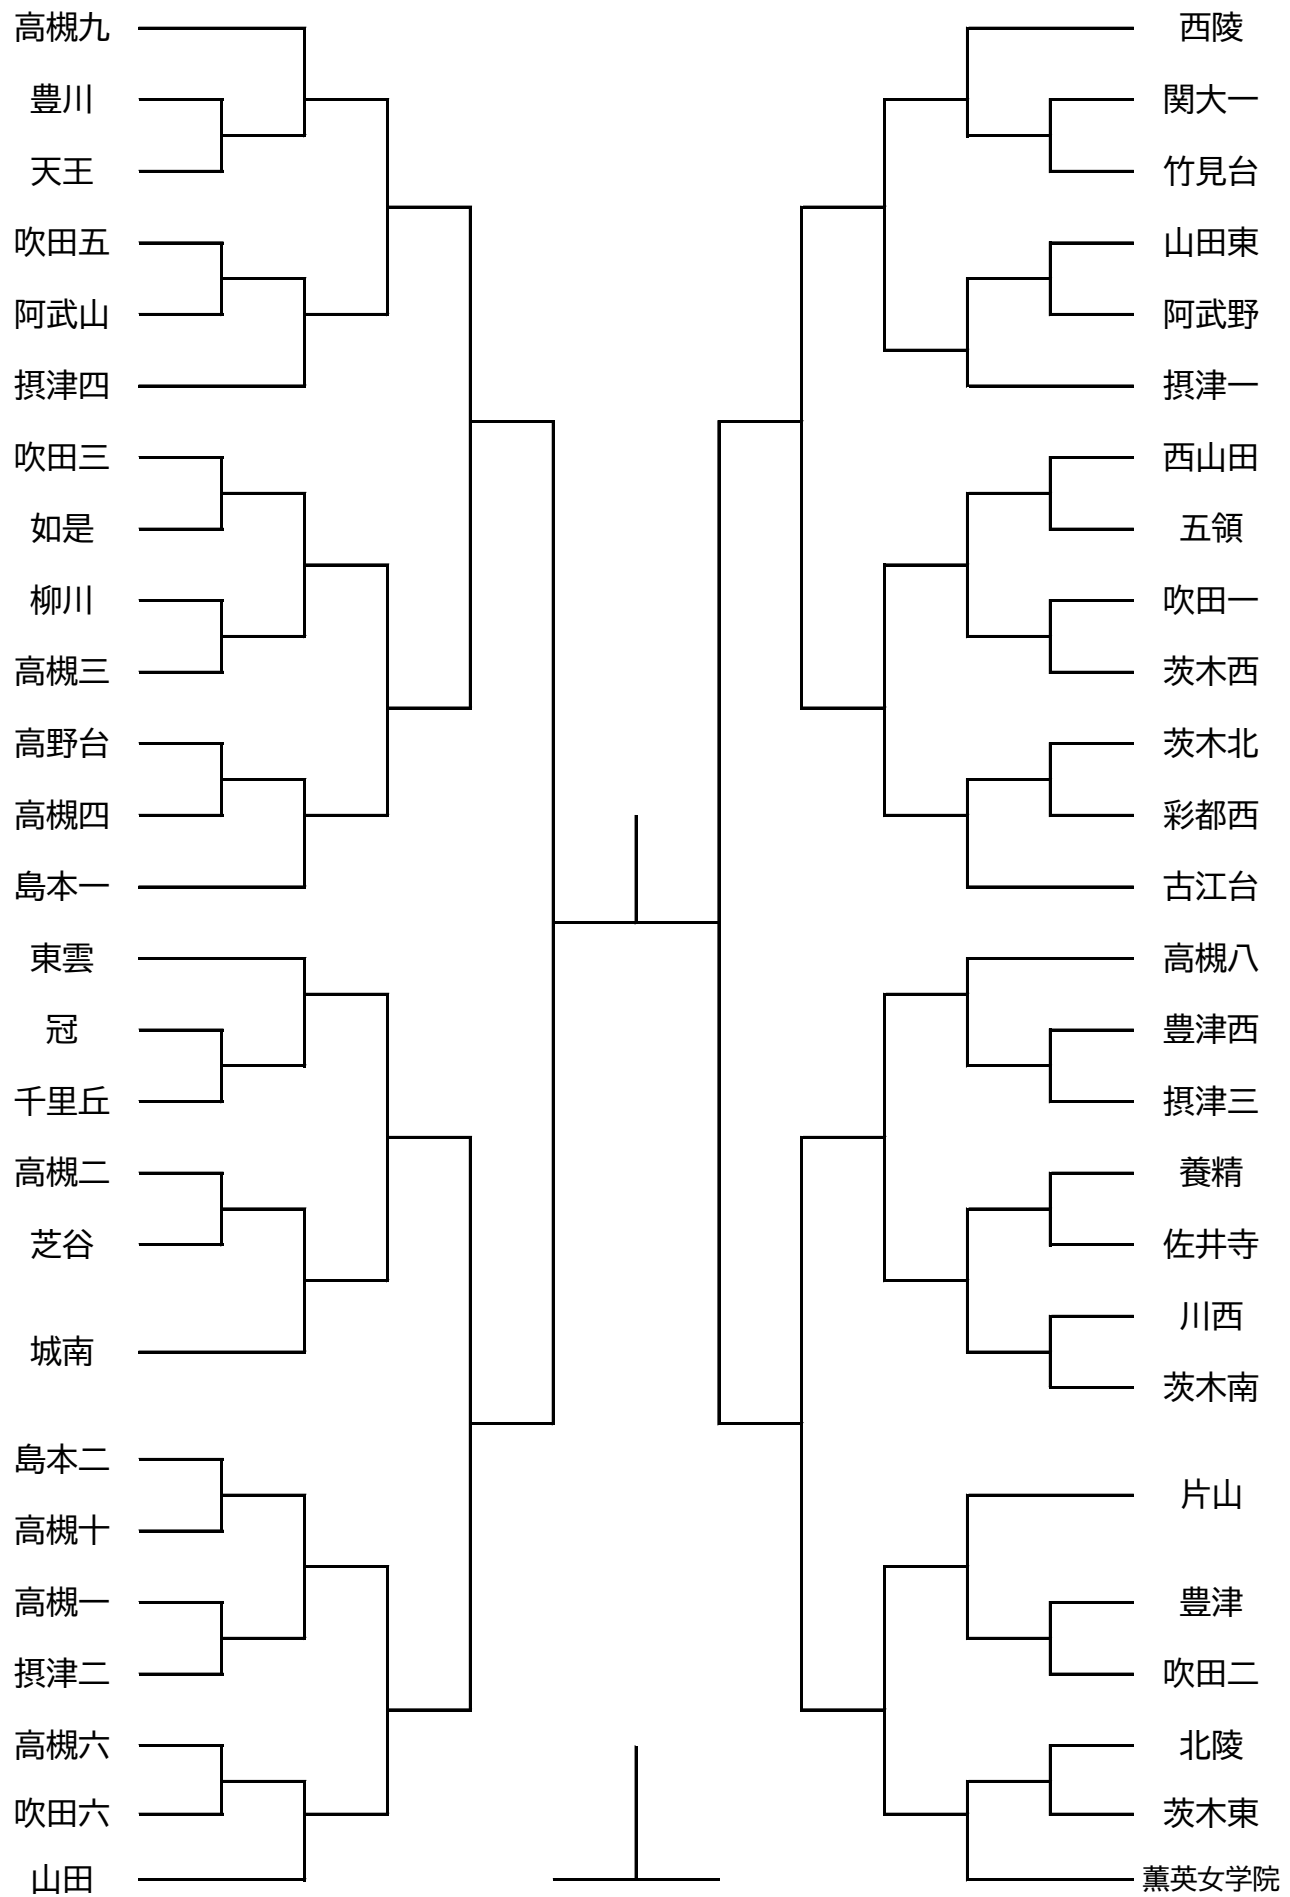 高槻九
豊川
天王
吹田五
阿武山
摂津四
吹田三
如是
柳川
高槻三
高野台
高槻四
島本一
東雲
冠
千里丘
高槻二
芝谷
城南
島本二
高槻十
高槻一
摂津二
高槻六
吹田六
山田
西陵
関大一
竹見台
山田東
阿武野
摂津一
西山田
五領
吹田一
茨木西
茨木北
彩都西
古江台
高槻八
豊津西
摂津三
養精
佐井寺
川西
茨木南
片山
豊津
吹田二
北陵
茨木東
薫英女学院